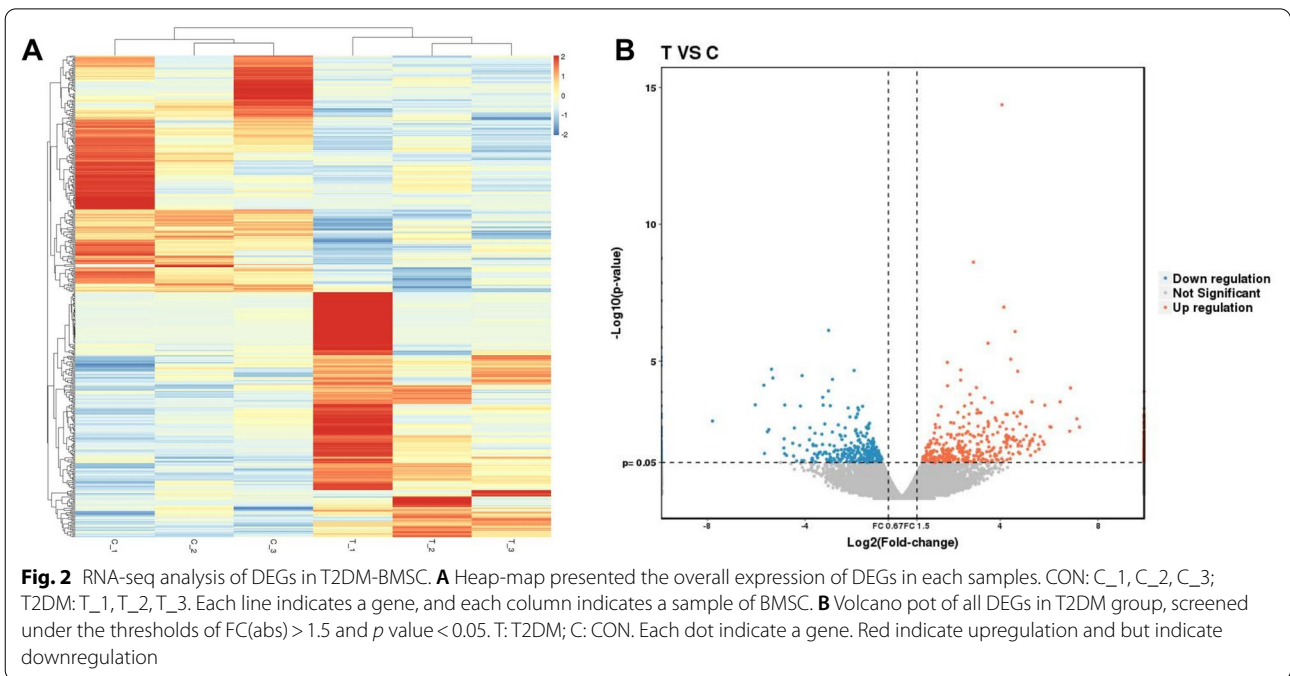 A
2
1
0
-1
-2
C_1
C_2
C_3
T_1
T_2
T_3
B
T VS C
15
10
5
p= 0.05
-Log10(p-value)
-8
-4
FC 0.67FC 1.5
4
8
Log2(Fold-change)
Down regulation
Not Significant
Up regulation
Fig. 2 RNA-seq analysis of DEGs in T2DM-BMSC. A Heap-map presented the overall expression of DEGs in each samples. CON: C_1, C_2, C_3;
T2DM: T_1, T_2, T_3. Each line indicates a gene, and each column indicates a sample of BMSC. B Volcano pot of all DEGs in T2DM group, screened
under the thresholds of FC(abs) > 1.5 and p value < 0.05. T: T2DM; C: CON. Each dot indicate a gene. Red indicate upregulation and but indicate
downregulation